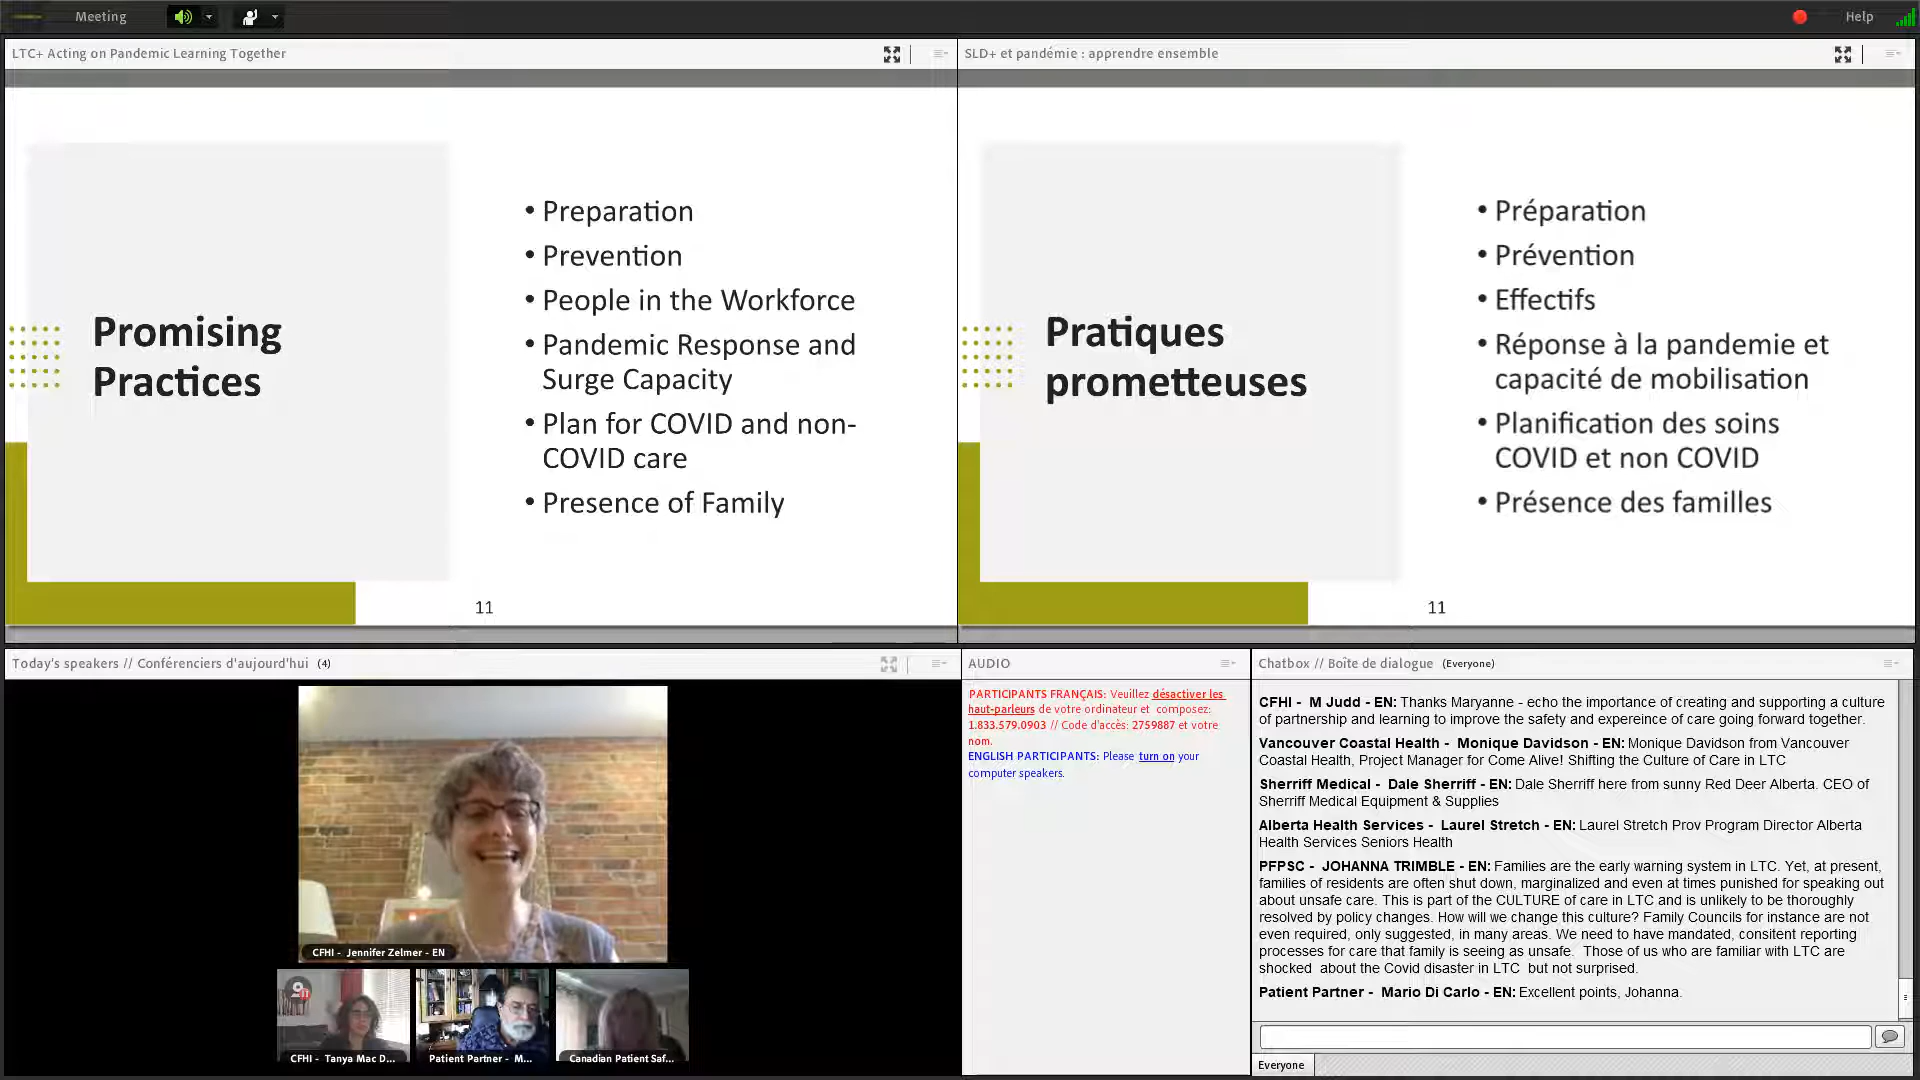 Meeting
Help
LTC+ Acting on Pandemic Learning Together
Promising
Practices
• Preparation
• Prevention
• People in the Workforce
• Pandemic Response and
Surge Capacity
• Plan for COVID and non-
COVID care
• Presence of Family
11
SLD+ et pandémie : apprendre ensemble
Pratiques
prometteuses
• Préparation
• Prévention
• Effectifs
• Réponse à la pandemie et
capacité de mobilisation
• Planification des soins
COVID et non COVID
• Présence des familles
11
Today's speakers // Conférenciers d'aujourd'hui (4)
CFHI - Jennifer Zelmer - EN
CFHI - Tanya Mac D...
Patient Partner - M...
Canadian Patient Saf...
AUDIO
PARTICIPANTS FRANÇAIS: Veuillez désactiver les
haut-parleurs de votre ordinateur et composez:
1.833.579.0903 // Code d'accès: 2759887 et votre
nom.
ENGLISH PARTICIPANTS: Please turn on your
computer speakers.
Chatbox // Boîte de dialogue (Everyone)
CFHI - M Judd - EN: Thanks Maryanne - echo the importance of creating and supporting a culture
of partnership and learning to improve the safety and expereince of care going forward together.
Vancouver Coastal Health - Monique Davidson - EN: Monique Davidson from Vancouver
Coastal Health, Project Manager for Come Alive! Shifting the Culture of Care in LTC
Sherriff Medical - Dale Sherriff - EN: Dale Sherriff here from sunny Red Deer Alberta. CEO of
Sherriff Medical Equipment & Supplies
Alberta Health Services - Laurel Stretch - EN: Laurel Stretch Prov Program Director Alberta
Health Services Seniors Health
PFPSC - JOHANNA TRIMBLE - EN: Families are the early warning system in LTC. Yet, at present,
families of residents are often shut down, marginalized and even at times punished for speaking out
about unsafe care. This is part of the CULTURE of care in LTC and is unlikely to be thoroughly
resolved by policy changes. How will we change this culture? Family Councils for instance are not
even required, only suggested, in many areas. We need to have mandated, consitent reporting
processes for care that family is seeing as unsafe. Those of us who are familiar with LTC are
shocked about the Covid disaster in LTC but not surprised.
Patient Partner - Mario Di Carlo - EN: Excellent points, Johanna.
Everyone